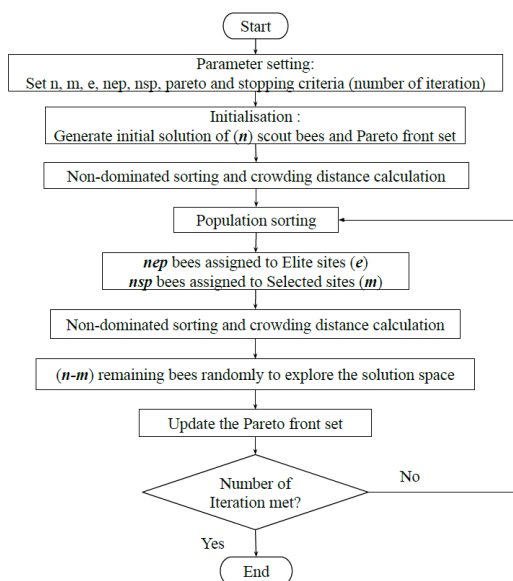 Start
Parameter setting:
Set n, m, e, nep, nsp, pareto and stopping criteria (number of iteration)
Initialisation :
Generate initial solution of (n) scout bees and Pareto front set
Non-dominated sorting and crowding distance calculation
Population sorting
nep bees assigned to Elite sites (e)
nsp bees assigned to Selected sites (m)
Non-dominated sorting and crowding distance calculation
(n-m) remaining bees randomly to explore the solution space
Update the Pareto front set
Number of
Iteration met?
No
Yes
End